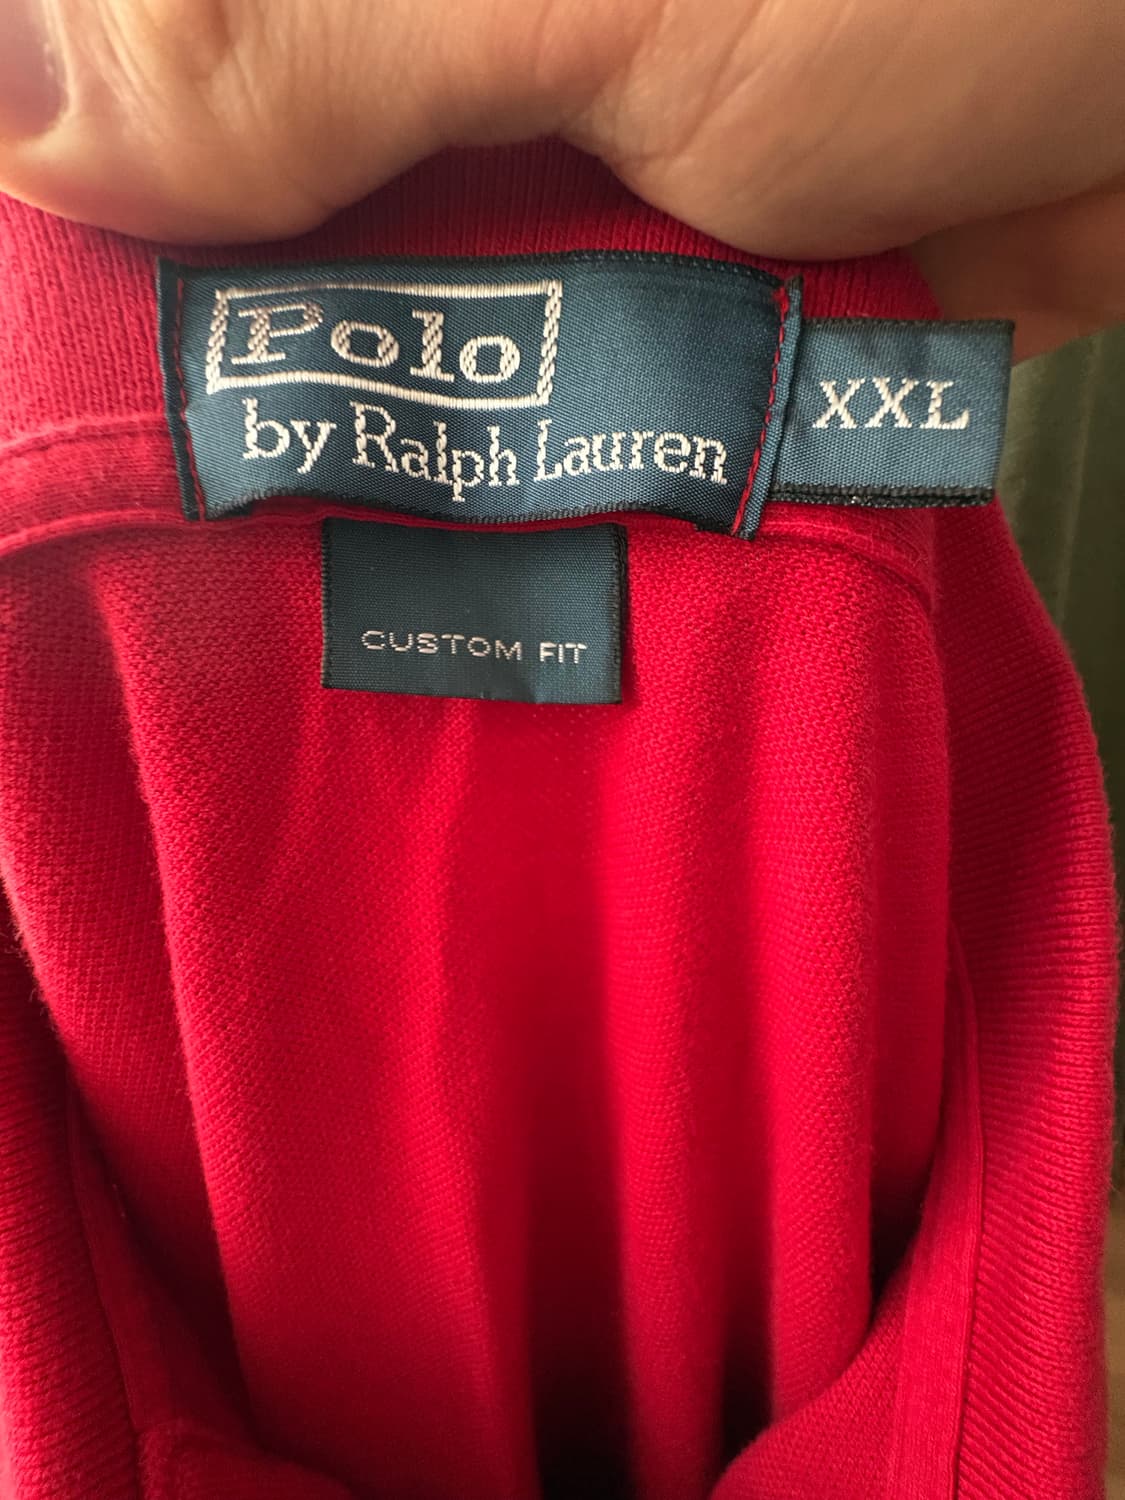 Polo
by Ralph Lauren
XXL
CUSTOM FIT